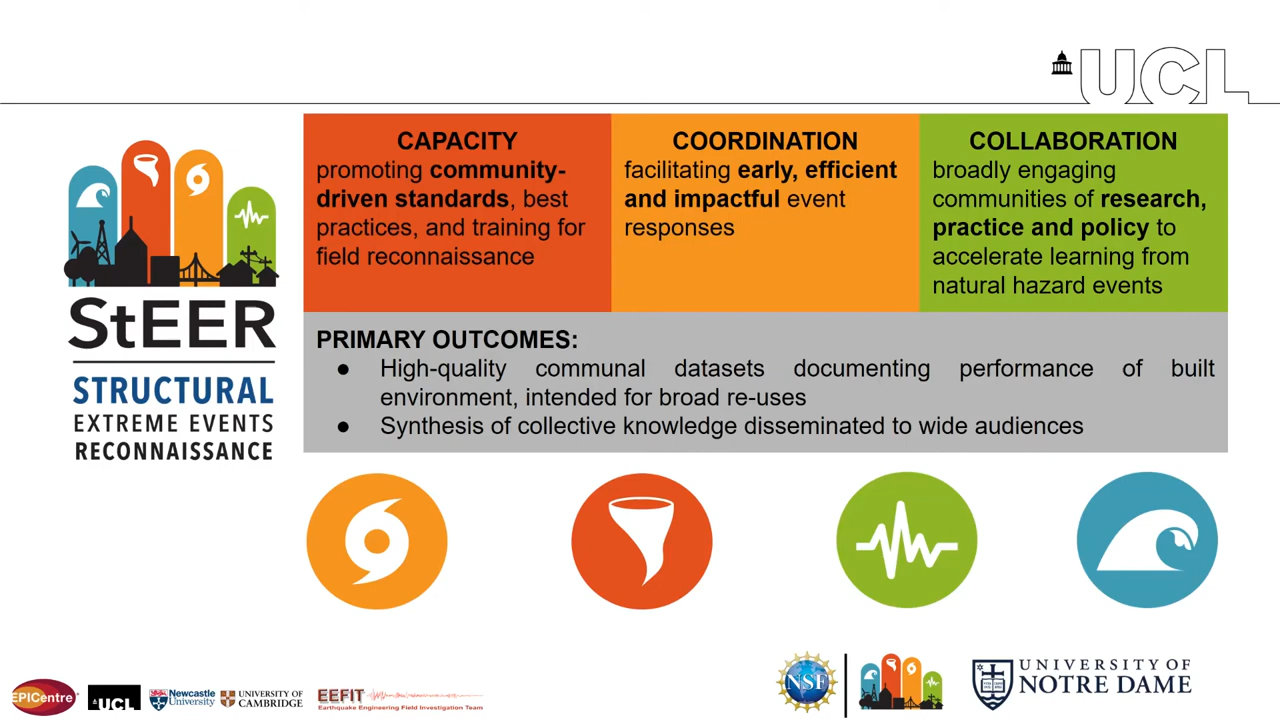 UCL
StEER
STRUCTURAL
EXTREME EVENTS
RECONNAISSANCE
CAPACITY
promoting community-
driven standards, best
practices, and training for
field reconnaissance
COORDINATION
facilitating early, efficient
and impactful event
responses
COLLABORATION
broadly engaging
communities of research,
practice and policy to
accelerate learning from
natural hazard events
PRIMARY OUTCOMES:
● High-quality communal datasets documenting performance of built
environment, intended for broad re-uses
● Synthesis of collective knowledge disseminated to wide audiences
EPICentre
UCL
Newcastle
University
UNIVERSITY OF
CAMBRIDGE
EEFIT
Earthquake Engineering Field Investigation Team
NSF
UNIVERSITY OF
NOTRE DAME